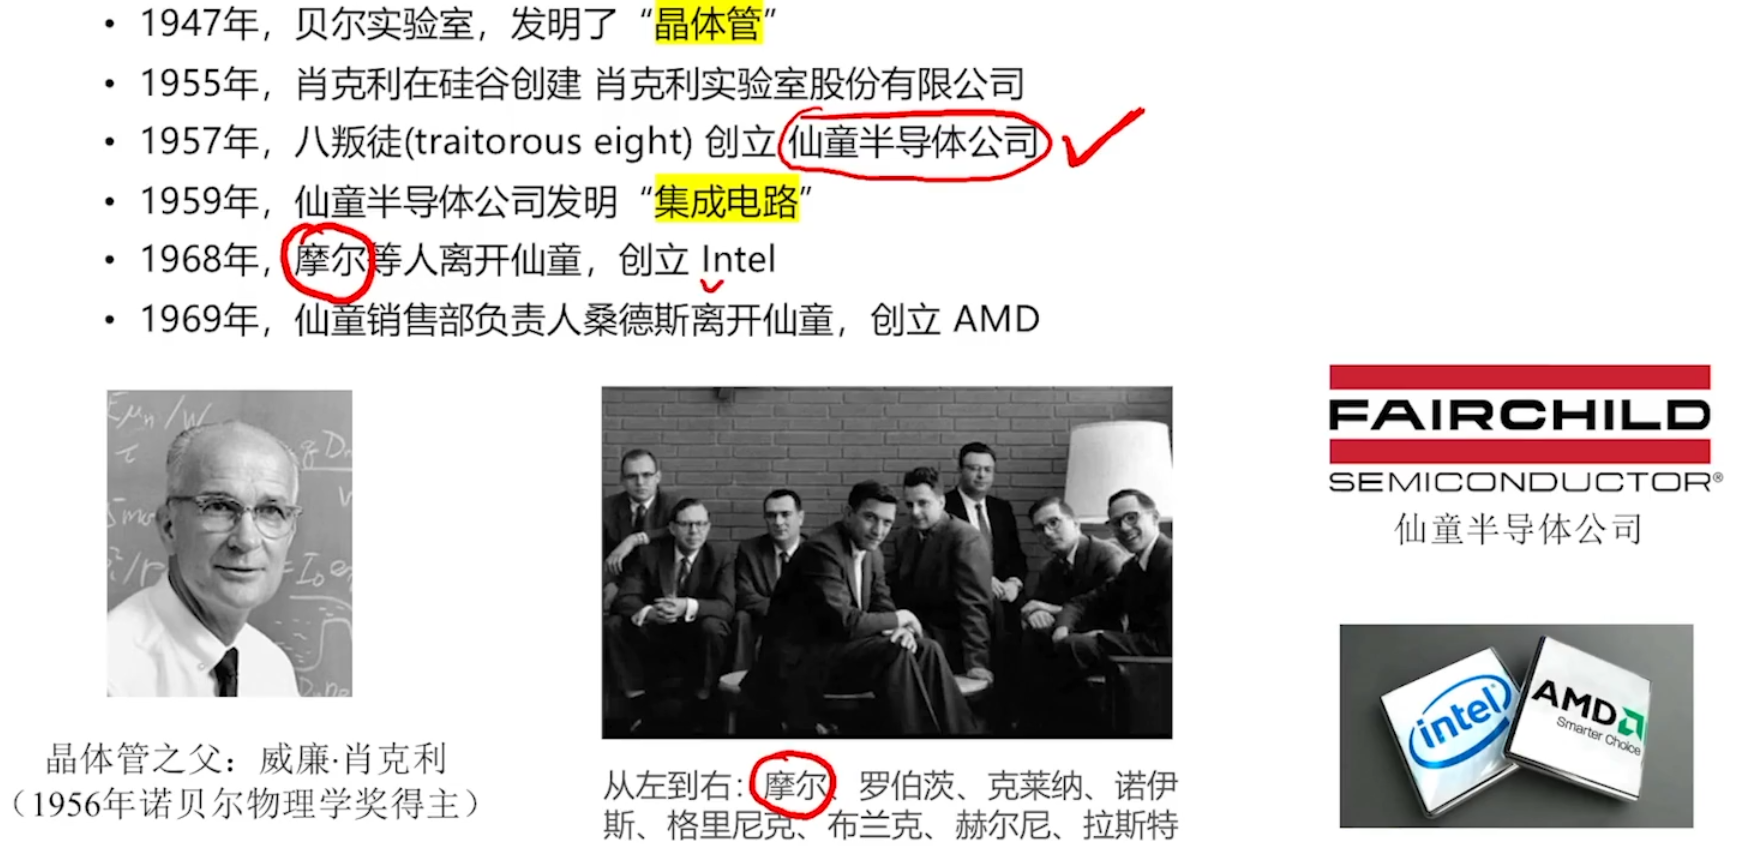 • 1947年，贝尔实验室，发明了“晶体管”
• 1955年，肖克利在硅谷创建 肖克利实验室股份有限公司
• 1957年，八叛徒(traitorous eight) 创立 仙童半导体公司
• 1959年，仙童半导体公司发明“集成电路”
• 1968年，摩尔等人离开仙童，创立 Intel
• 1969年，仙童销售部负责人桑德斯离开仙童，创立 AMD
晶体管之父：威廉·肖克利
（1956年诺贝尔物理学奖得主）
从左到右：摩尔、罗伯茨、克莱纳、诺伊
斯、格里尼克、布兰克、赫尔尼、拉斯特
FAIRCHILD
SEMICONDUCTOR®
仙童半导体公司
intel
AMD
Smarter Choice